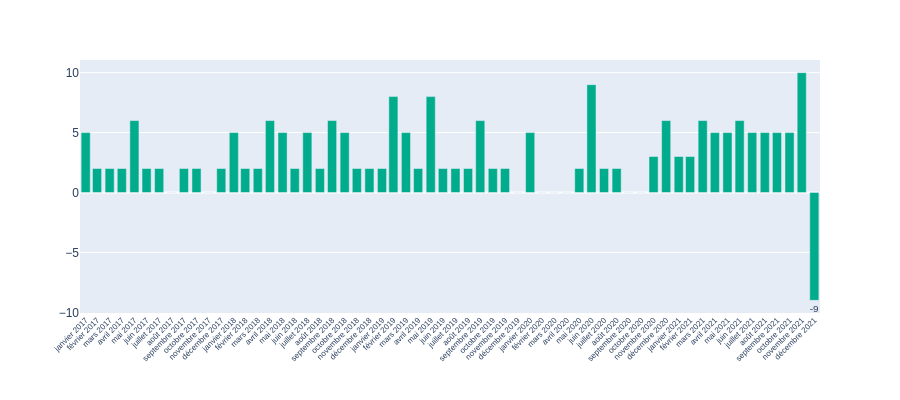 10
5
0
−5
−10
-9
janvier 2017
février 2017
mars 2017
avril 2017
mai 2017
juin 2017
juillet 2017
août 2017
septembre 2017
octobre 2017
novembre 2017
décembre 2017
janvier 2018
février 2018
mars 2018
avril 2018
mai 2018
juin 2018
juillet 2018
août 2018
septembre 2018
octobre 2018
novembre 2018
décembre 2018
janvier 2019
février 2019
mars 2019
avril 2019
mai 2019
juin 2019
juillet 2019
août 2019
septembre 2019
octobre 2019
novembre 2019
décembre 2019
janvier 2020
février 2020
mars 2020
avril 2020
mai 2020
juin 2020
juillet 2020
août 2020
septembre 2020
octobre 2020
novembre 2020
décembre 2020
janvier 2021
février 2021
mars 2021
avril 2021
mai 2021
juin 2021
juillet 2021
août 2021
septembre 2021
octobre 2021
novembre 2021
décembre 2021